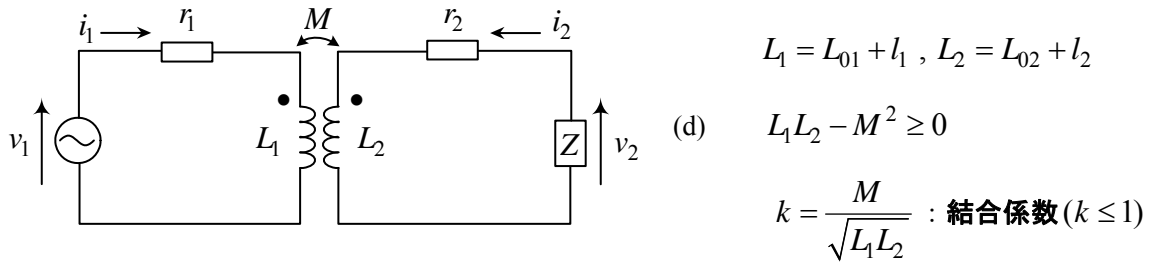 i₁ r₁ M r₂ i₂
v₁ L₁ L₂ Z v₂
L₁ = L₀₁ + l₁ , L₂ = L₀₂ + l₂
(d) L₁L₂ − M² ≥ 0
k = M / √(L₁L₂) : 結合係数 (k ≤ 1)